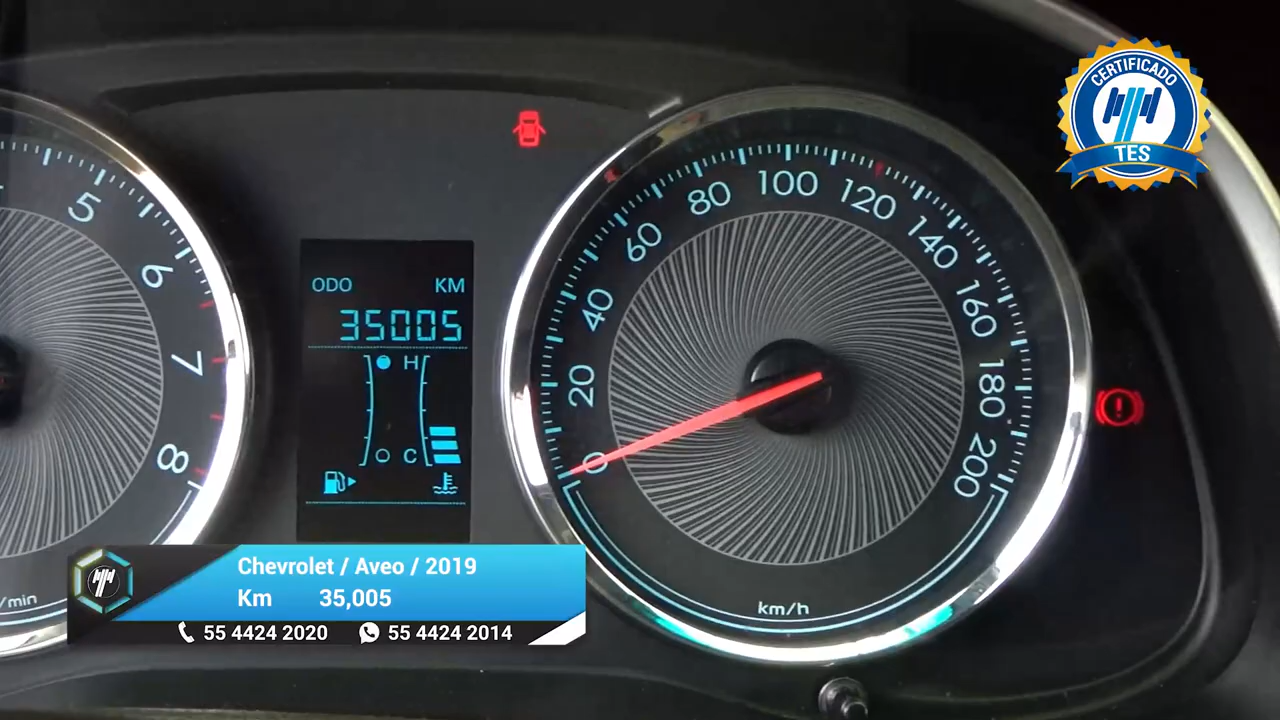 CERTIFICADO
TES
5
6
7
8
/min
ODO KM
35005
H
C
0
20
40
60
80
100
120
140
160
180
200
km/h
Chevrolet / Aveo / 2019
Km 35,005
55 4424 2020 55 4424 2014